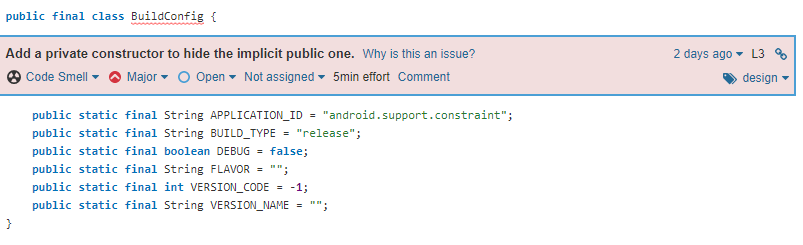 public final class BuildConfig {
Add a private constructor to hide the implicit public one. Why is this an issue? 2 days ago L3
Code Smell Major Open Not assigned 5min effort Comment design
public static final String APPLICATION_ID = "android.support.constraint";
public static final String BUILD_TYPE = "release";
public static final boolean DEBUG = false;
public static final String FLAVOR = "";
public static final int VERSION_CODE = -1;
public static final String VERSION_NAME = "";
}